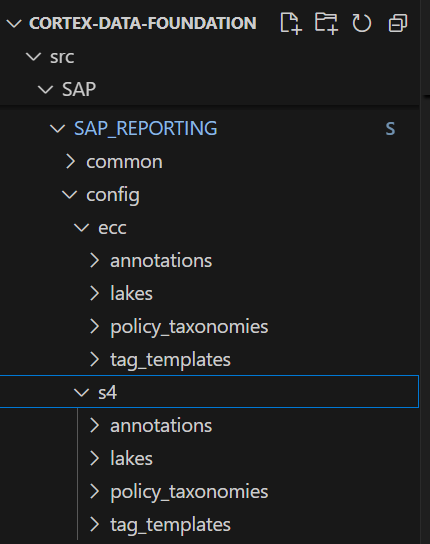 CORTEX-DATA-FOUNDATION
src
SAP
SAP_REPORTING S
common
config
ecc
annotations
lakes
policy_taxonomies
tag_templates
s4
annotations
lakes
policy_taxonomies
tag_templates